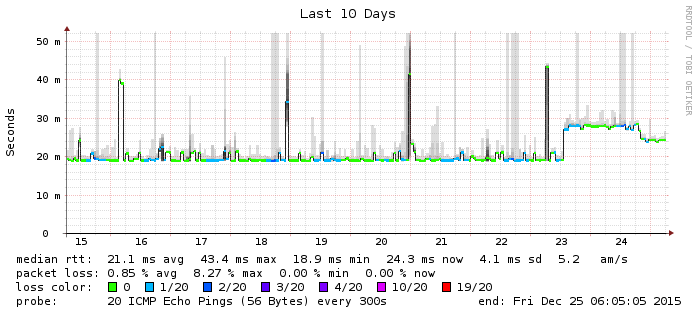 Last 10 Days
RRDTOOL / TOBI OETIKER
Seconds
50 m
40 m
30 m
20 m
10 m
0
15 16 17 18 19 20 21 22 23 24
median rtt: 21.1 ms avg 43.4 ms max 18.9 ms min 24.3 ms now 4.1 ms sd 5.2 am/s
packet loss: 0.85 % avg 8.27 % max 0.00 % min 0.00 % now
loss color: 0 1/20 2/20 3/20 4/20 10/20 19/20
probe: 20 ICMP Echo Pings (56 Bytes) every 300s end: Fri Dec 25 06:05:05 2015